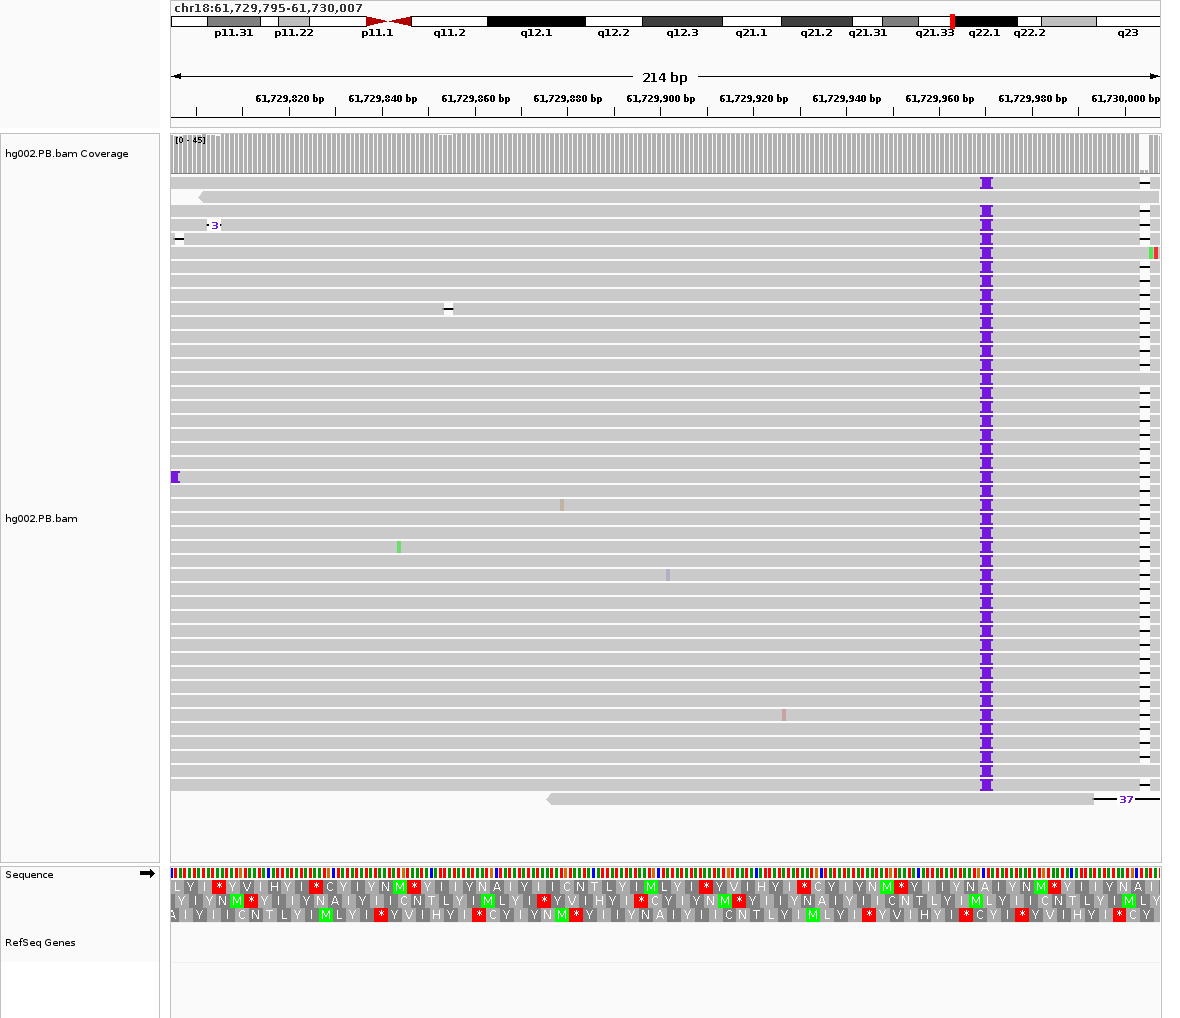 chr18:61,729,795-61,730,007
p11.31 p11.22 p11.1 q11.2 q12.1 q12.2 q12.3 q21.1 q21.2 q21.31 q21.33 q22.1 q22.2 q23
214 bp
61,729,820 bp 61,729,840 bp 61,729,860 bp 61,729,880 bp 61,729,900 bp 61,729,920 bp 61,729,940 bp 61,729,960 bp 61,729,980 bp 61,730,000 bp
[0 - 45]
hg002.PB.bam Coverage
3
hg002.PB.bam
37
Sequence
RefSeq Genes